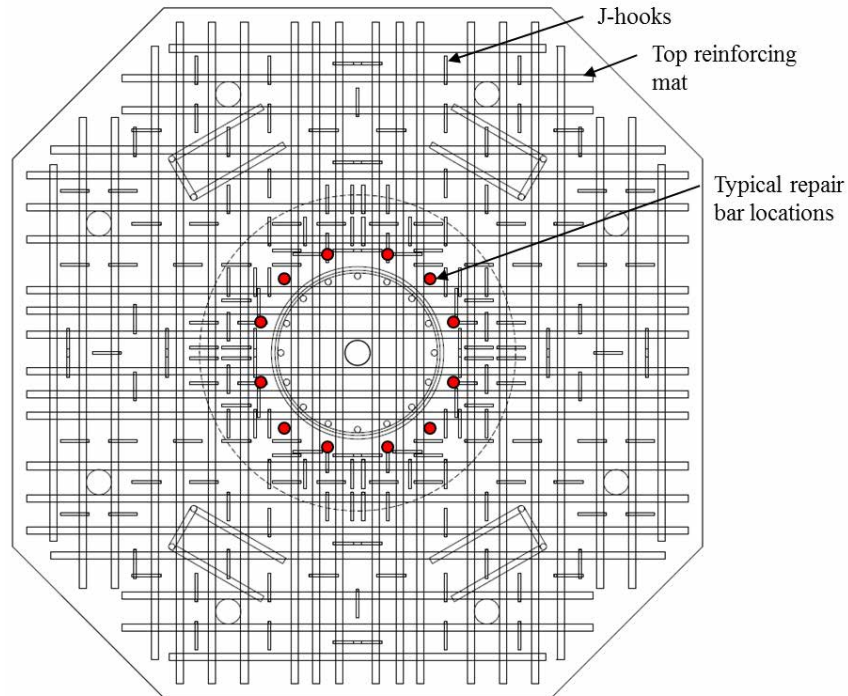 J-hooks
Top reinforcing
mat
Typical repair
bar locations